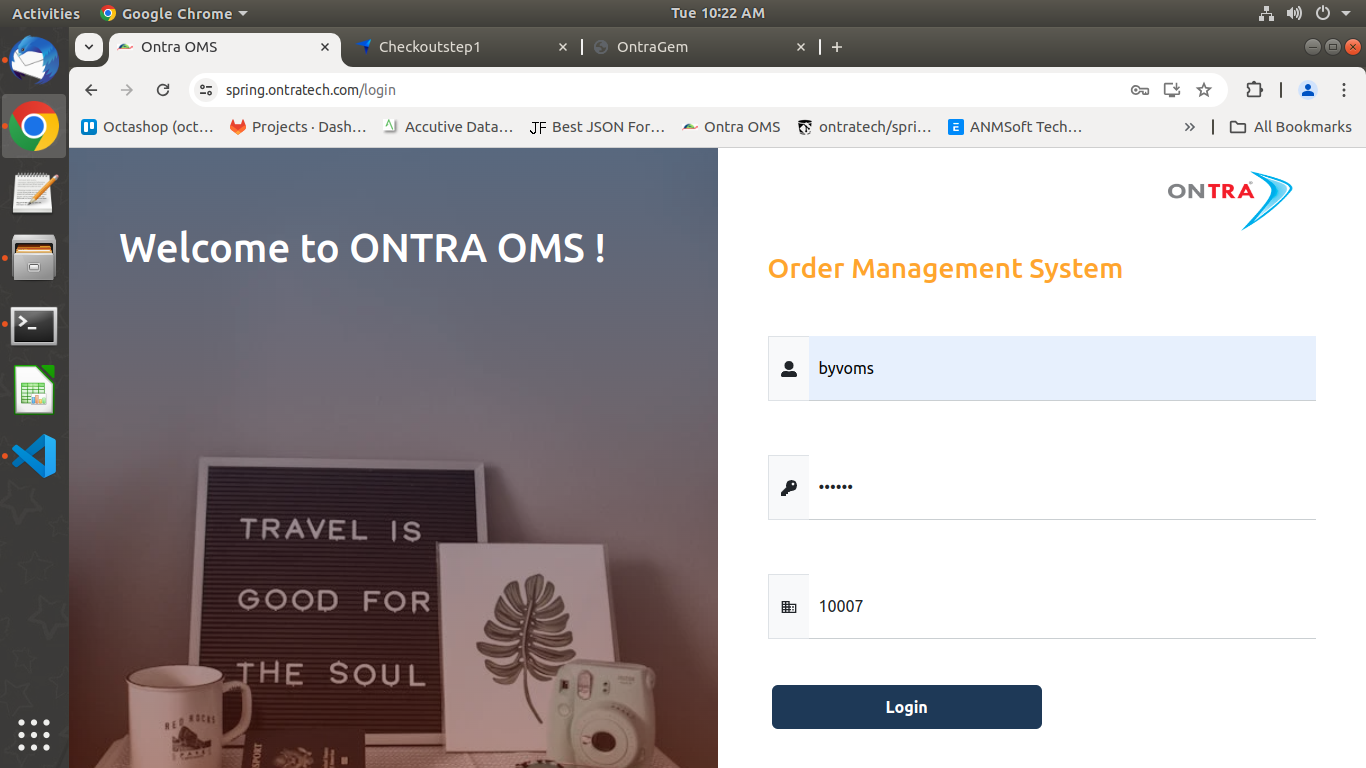 Activities
Google Chrome
Tue 10:22 AM
Ontra OMS
Checkoutstep1
OntraGem
spring.ontratech.com/login
Octashop (oct…
Projects · Dash…
Accutive Data…
JF Best JSON For…
Ontra OMS
ontratech/spri…
E ANMSoft Tech…
»
All Bookmarks
Welcome to ONTRA OMS !
ONTRA
Order Management System
byvoms
••••••
10007
Login
TRAVEL IS
GOOD FOR
THE SOUL
RED ROCKS